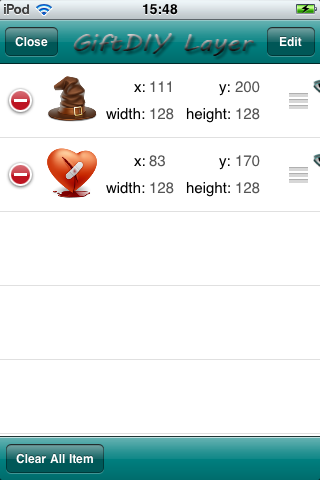 iPod 15:48
Close GiftDIY Layer Edit
x: 111 y: 200
width: 128 height: 128
x: 83 y: 170
width: 128 height: 128
Clear All Item